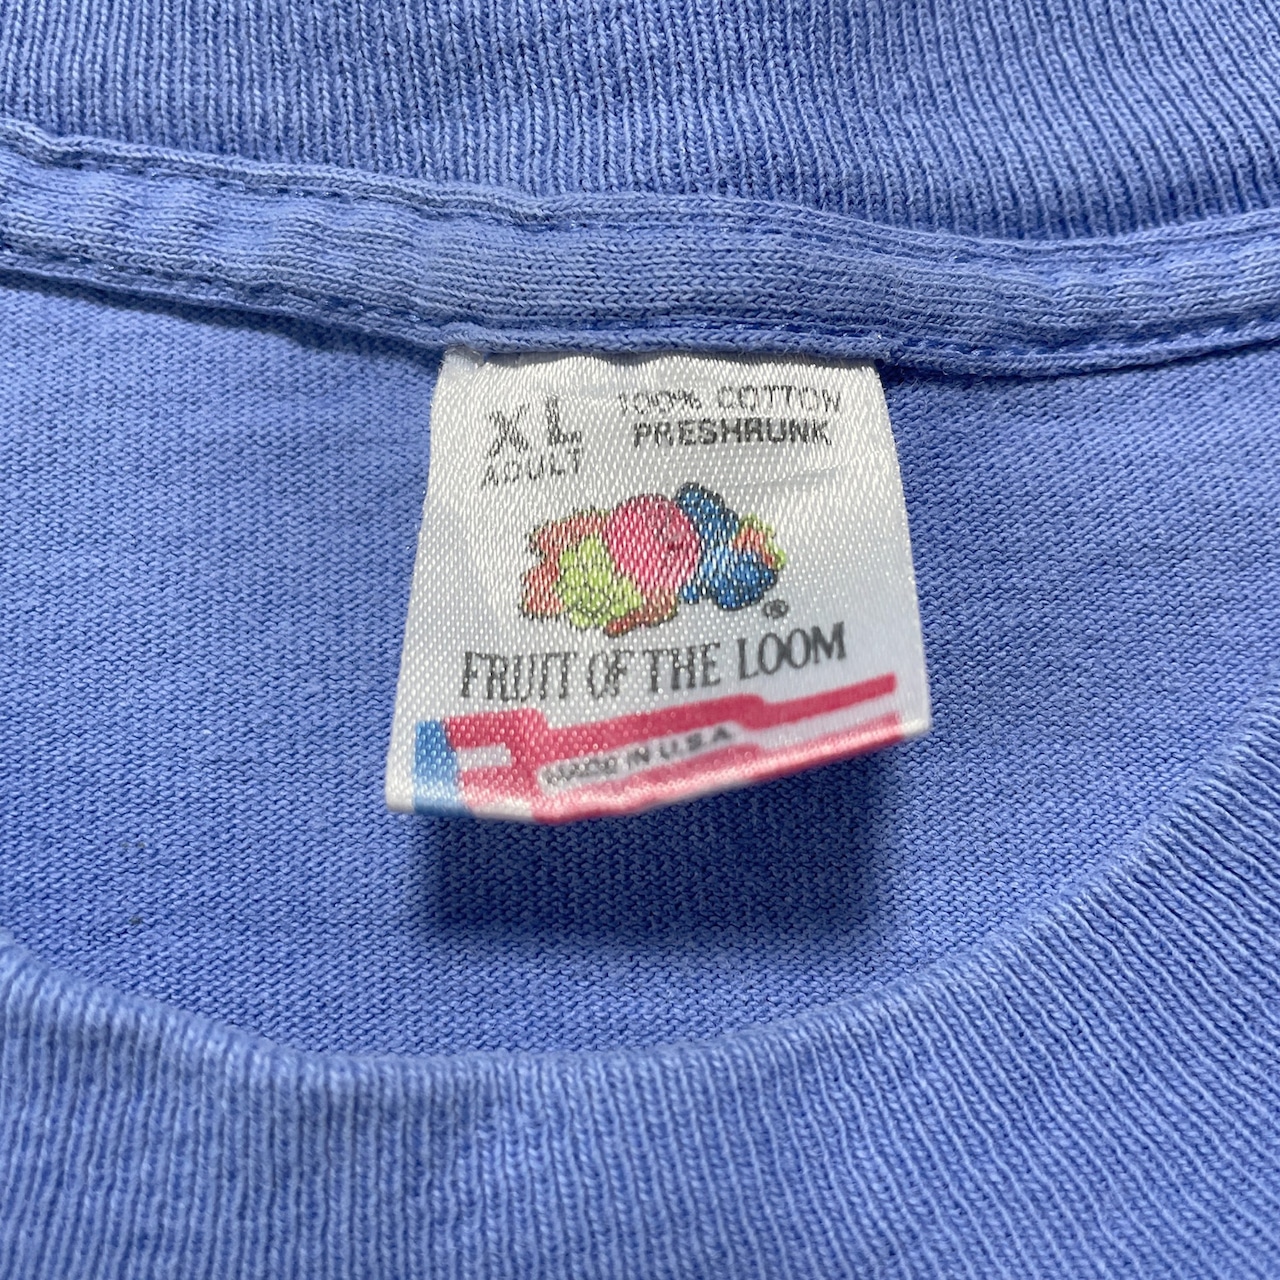 XL
ADULT
100% COTTON
PRESHRUNK
®
FRUIT OF THE LOOM
MADE IN U.S.A.